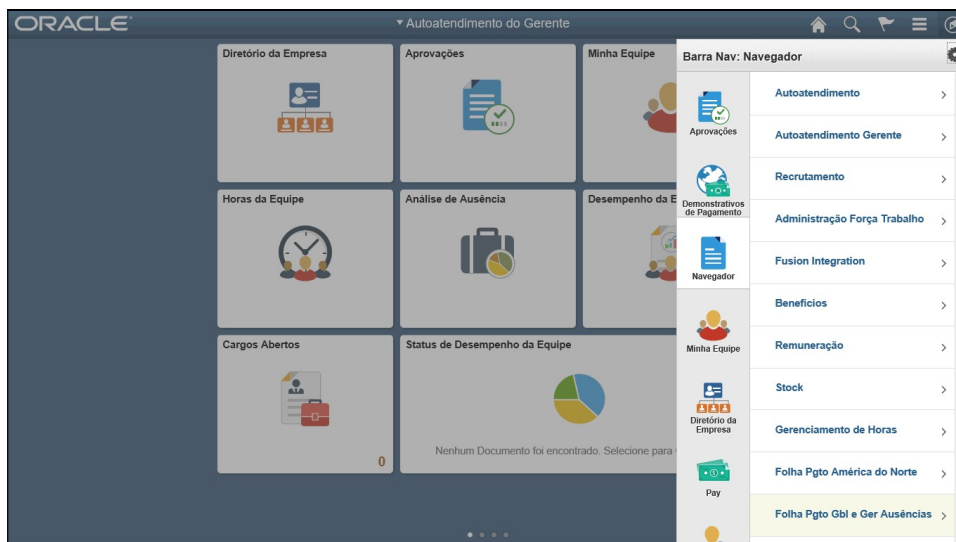 ORACLE
Autoatendimento do Gerente
Diretório da Empresa
Aprovações
Minha Equipe
Horas da Equipe
Análise de Ausência
Desempenho da E
Cargos Abertos
0
Status de Desempenho da Equipe
Nenhum Documento foi encontrado. Selecione para
Barra Nav: Navegador
Aprovações
Demonstrativos
de Pagamento
Navegador
Minha Equipe
Diretório da
Empresa
Pay
Autoatendimento
Autoatendimento Gerente
Recrutamento
Administração Força Trabalho
Fusion Integration
Benefícios
Remuneração
Stock
Gerenciamento de Horas
Folha Pgto América do Norte
Folha Pgto Gbl e Ger Ausências